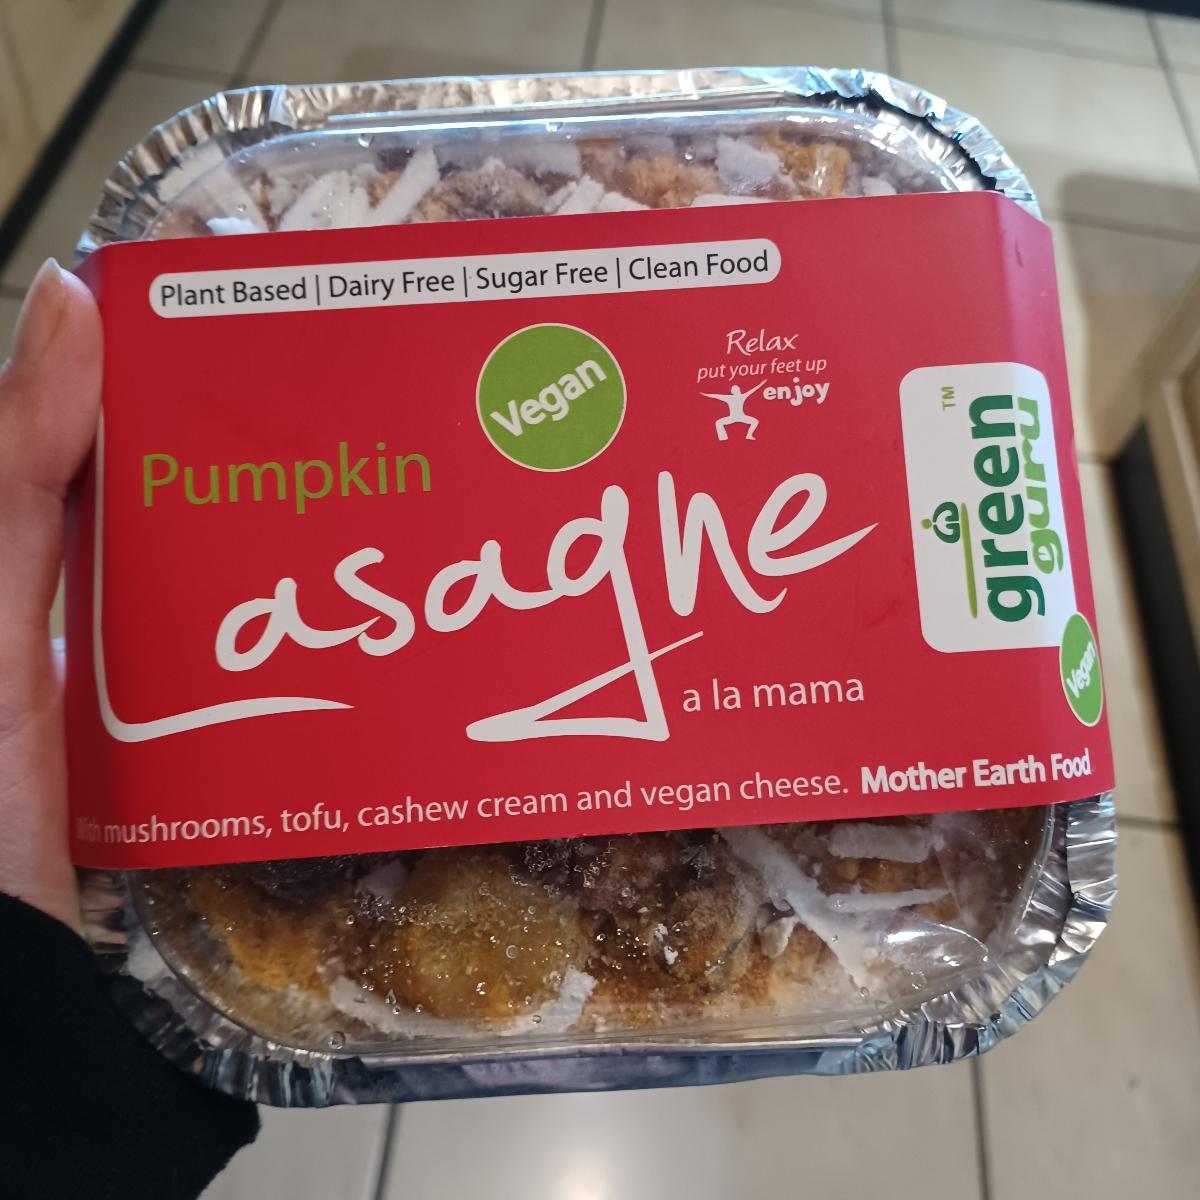 Plant Based | Dairy Free | Sugar Free | Clean Food
Vegan
Relax
put your feet up
enjoy
Pumpkin
Lasagne
a la mama
green
guru
TM
Vegan
With mushrooms, tofu, cashew cream and vegan cheese. Mother Earth Food